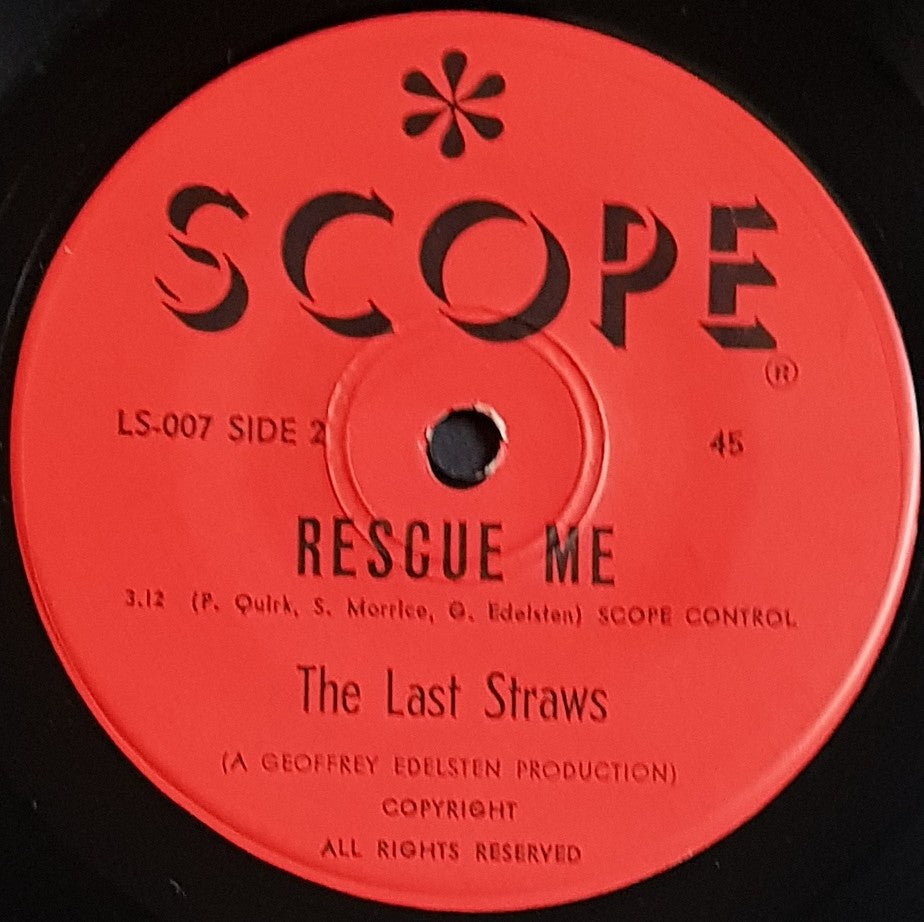 SCOPE
®
LS-007 SIDE 2
45
RESCUE ME
3.12 (P. Quirk, S. Morrice, G. Edelsten) SCOPE CONTROL
The Last Straws
(A GEOFFREY EDELSTEN PRODUCTION)
COPYRIGHT
ALL RIGHTS RESERVED